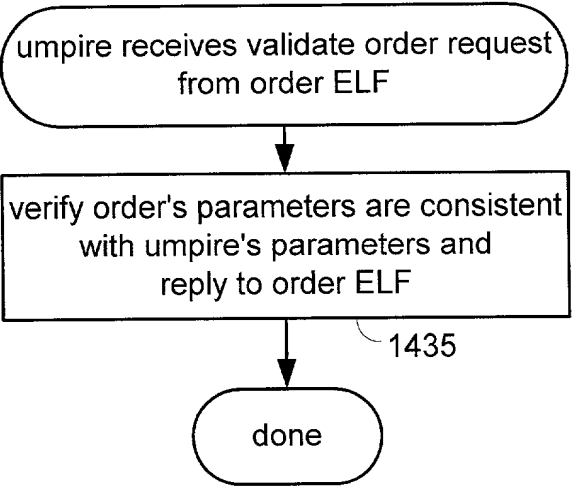 umpire receives validate order request
from order ELF
verify order's parameters are consistent
with umpire's parameters and
reply to order ELF
1435
done